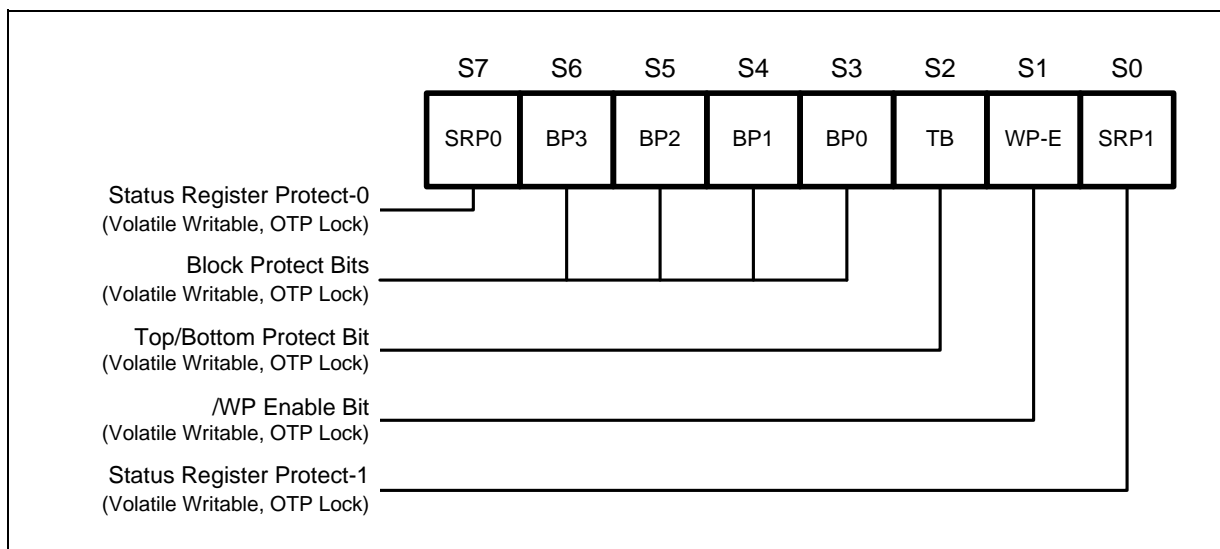 S7 S6 S5 S4 S3 S2 S1 S0
SRP0 BP3 BP2 BP1 BP0 TB WP-E SRP1
Status Register Protect-0
(Volatile Writable, OTP Lock)
Block Protect Bits
(Volatile Writable, OTP Lock)
Top/Bottom Protect Bit
(Volatile Writable, OTP Lock)
/WP Enable Bit
(Volatile Writable, OTP Lock)
Status Register Protect-1
(Volatile Writable, OTP Lock)